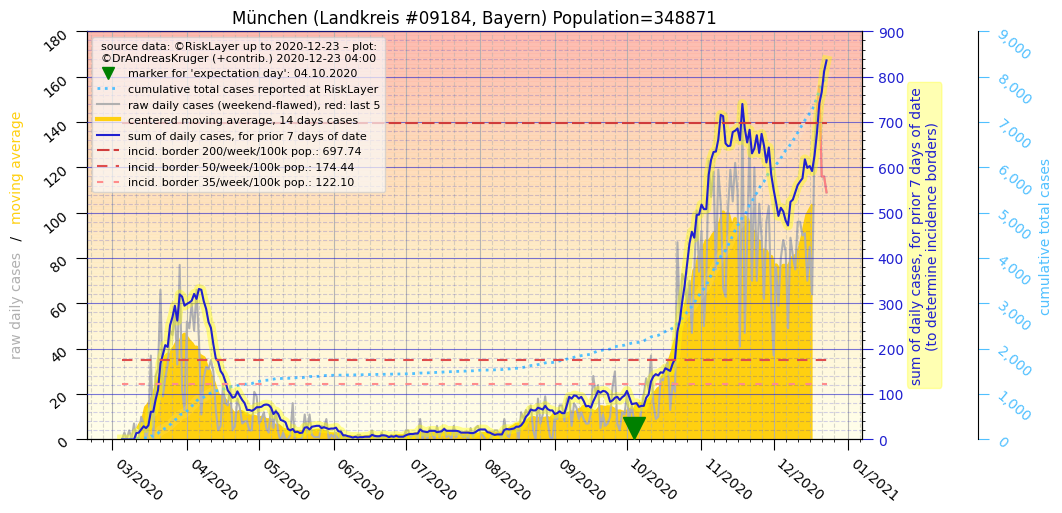 München (Landkreis #09184, Bayern) Population=348871
source data: ©RiskLayer up to 2020-12-23 – plot:
©DrAndreasKruger (+contrib.) 2020-12-23 04:00
marker for 'expectation day': 04.10.2020
cumulative total cases reported at RiskLayer
raw daily cases (weekend-flawed), red: last 5
centered moving average, 14 days cases
sum of daily cases, for prior 7 days of date
incid. border 200/week/100k pop.: 697.74
incid. border 50/week/100k pop.: 174.44
incid. border 35/week/100k pop.: 122.10
raw daily cases / moving average
180
160
140
120
100
80
60
40
20
0
03/2020
04/2020
05/2020
06/2020
07/2020
08/2020
09/2020
10/2020
11/2020
12/2020
01/2021
900
800
700
600
500
400
300
200
100
0
sum of daily cases, for prior 7 days of date
(to determine incidence borders)
9,000
8,000
7,000
6,000
5,000
4,000
3,000
2,000
1,000
0
cumulative total cases